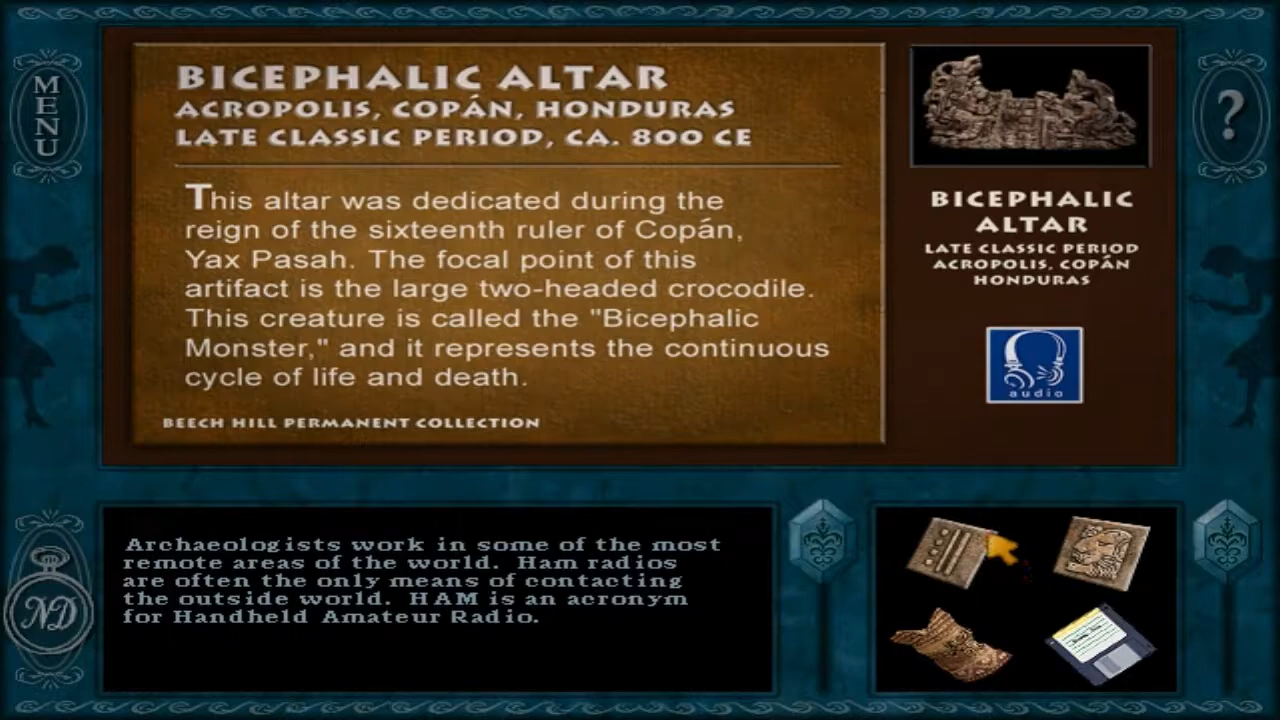 MENU
BICEPHALIC ALTAR
ACROPOLIS, COPÁN, HONDURAS
LATE CLASSIC PERIOD, CA. 800 CE
This altar was dedicated during the
reign of the sixteenth ruler of Copán,
Yax Pasah. The focal point of this
artifact is the large two-headed crocodile.
This creature is called the "Bicephalic
Monster," and it represents the continuous
cycle of life and death.
BEECH HILL PERMANENT COLLECTION
?
BICEPHALIC
ALTAR
LATE CLASSIC PERIOD
ACROPOLIS, COPÁN
HONDURAS
audio
ND
Archaeologists work in some of the most
remote areas of the world. Ham radios
are often the only means of contacting
the outside world. HAM is an acronym
for Handheld Amateur Radio.